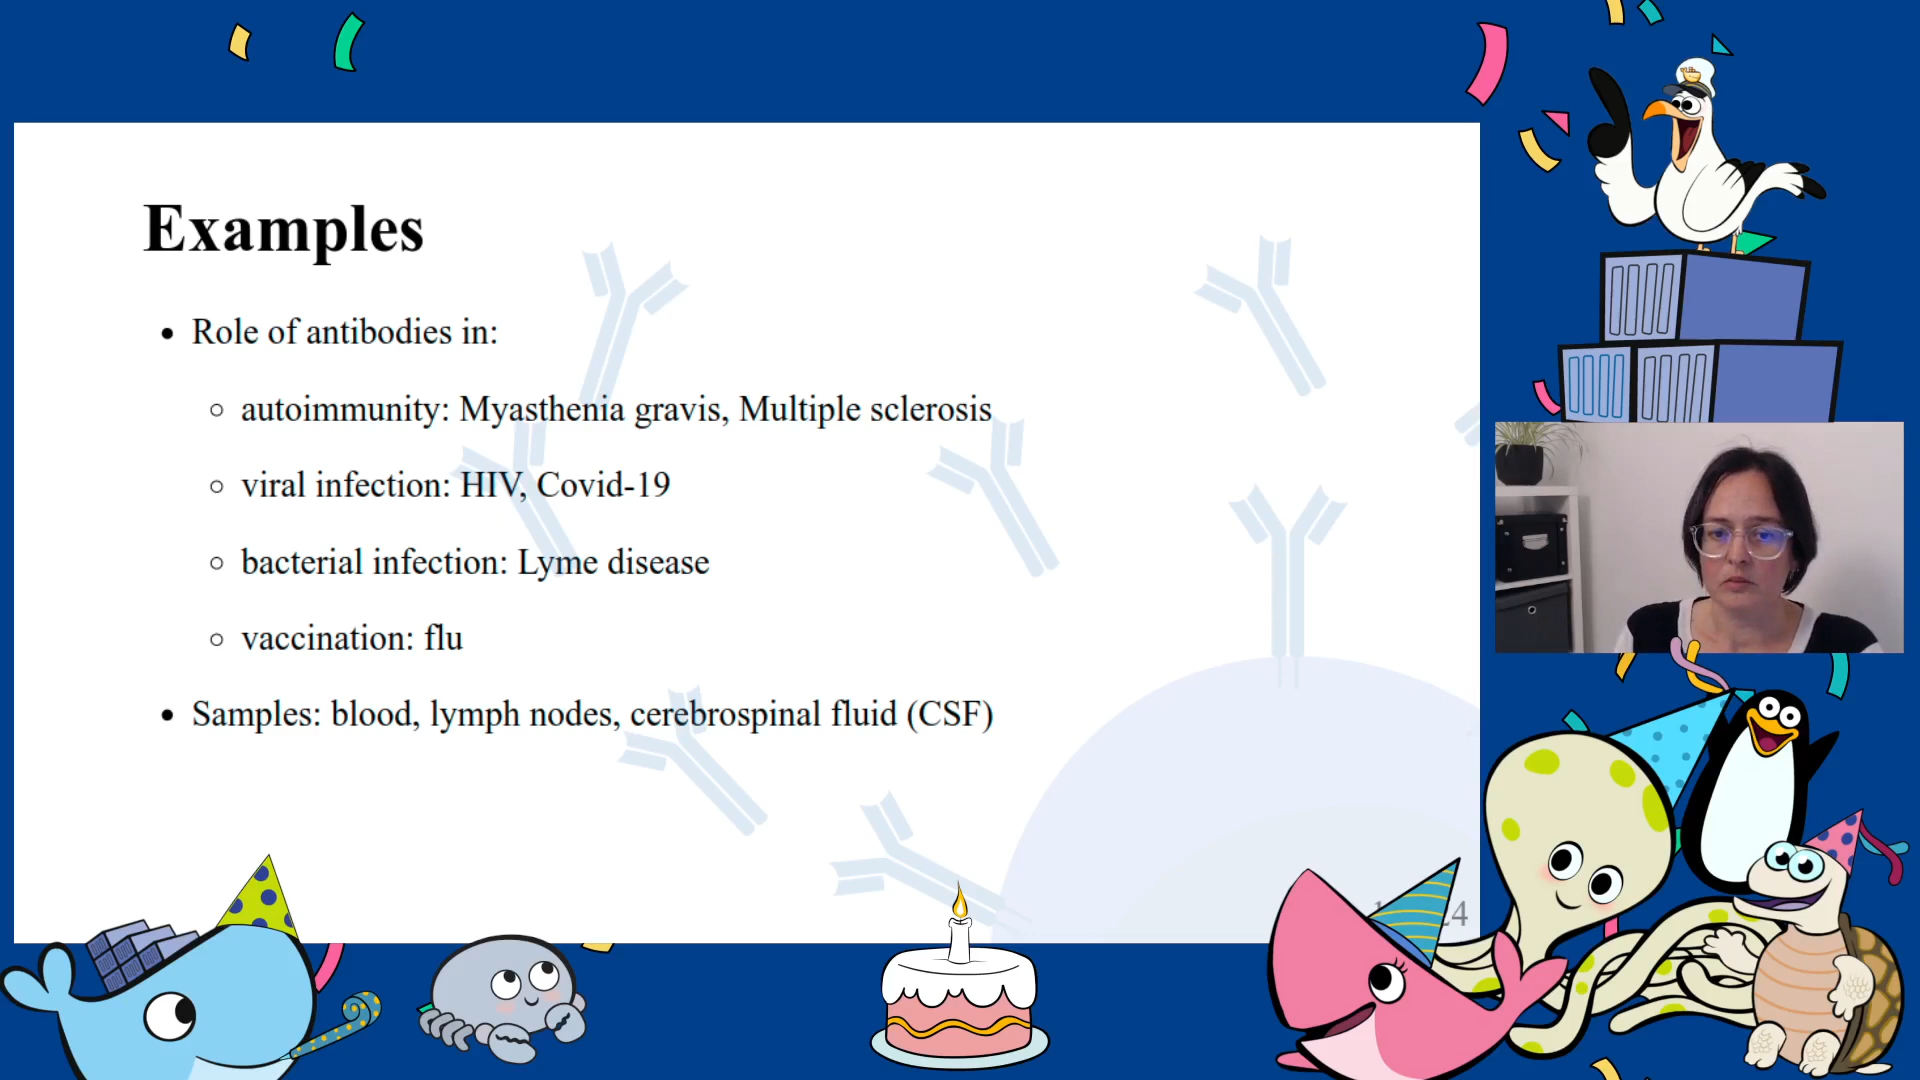 Examples
Role of antibodies in:
autoimmunity: Myasthenia gravis, Multiple sclerosis
viral infection: HIV, Covid-19
bacterial infection: Lyme disease
vaccination: flu
Samples: blood, lymph nodes, cerebrospinal fluid (CSF)